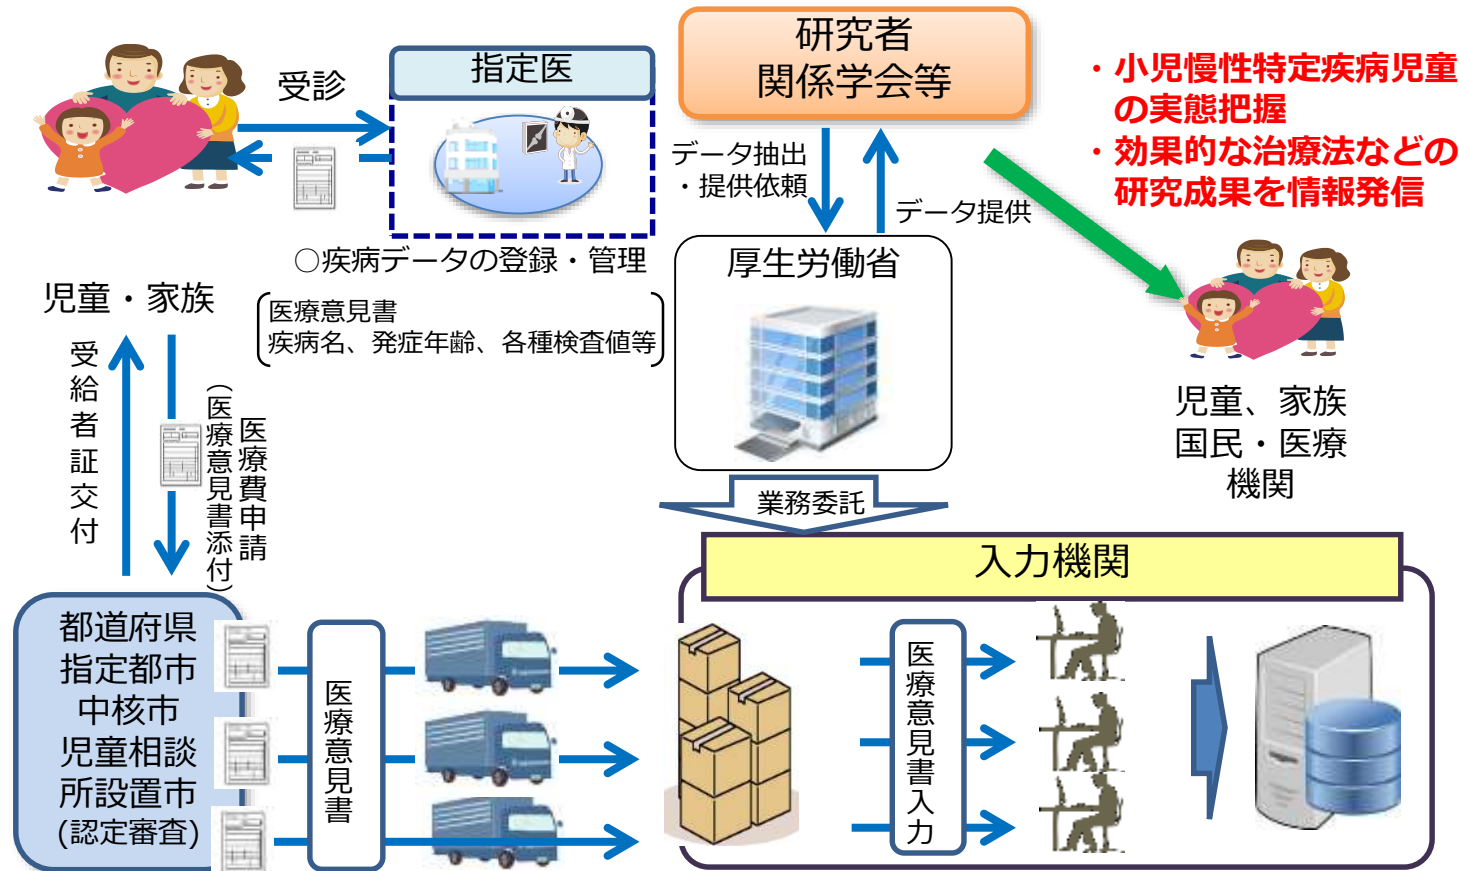 受診
指定医
○疾病データの登録・管理
医療意見書
疾病名、発症年齢、各種検査値等
研究者
関係学会等
データ抽出
・提供依頼
データ提供
・小児慢性特定疾病児童
の実態把握
・効果的な治療法などの
研究成果を情報発信
児童・家族
厚生労働省
児童、家族
国民・医療
機関
受給者証交付
医療費申請
（医療意見書添付）
業務委託
入力機関
都道府県
指定都市
中核市
児童相談
所設置市
(認定審査)
医療意見書
医療意見書入力